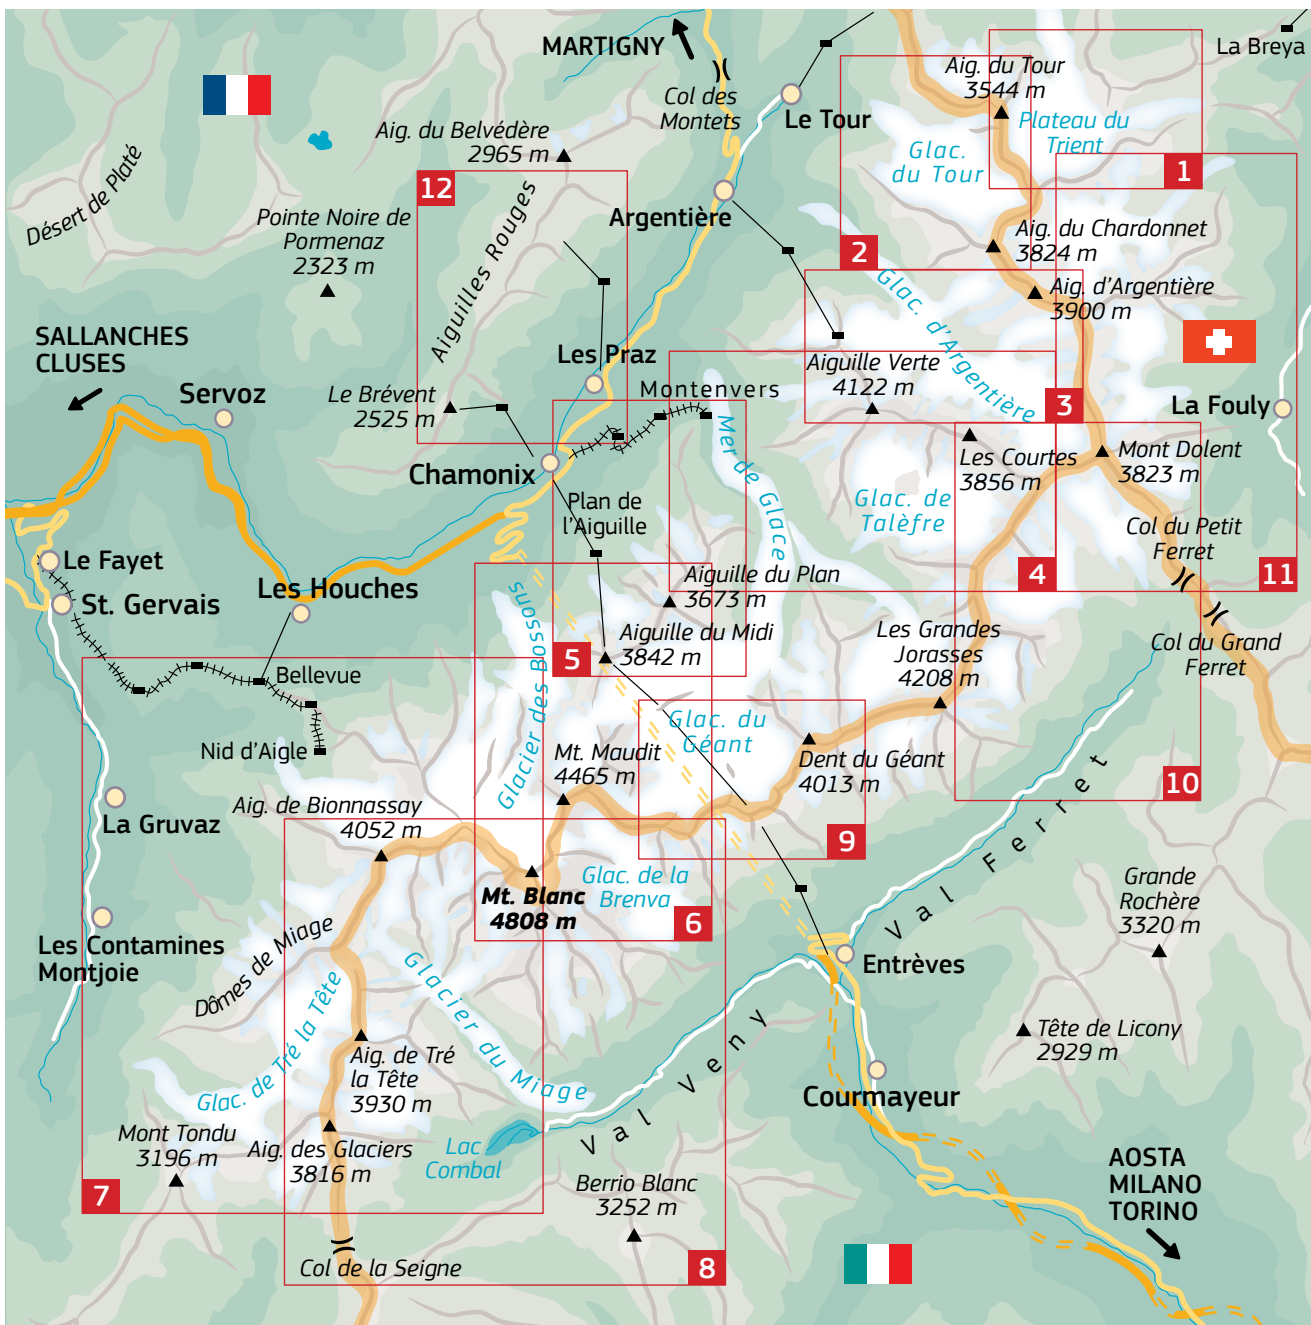 MARTIGNY
La Breya
Aig. du Tour
3544 m
Col des
Montets
Le Tour
Plateau du
Trient
Aig. du Belvédère
2965 m
Glac.
du Tour
1
Désert de Platé
12
Pointe Noire de
Pormenaz
2323 m
Aiguilles Rouges
Argentière
2
Aig. du Chardonnet
3824 m
Aig. d'Argentière
3900 m
Glac. d'Argentière
SALLANCHES
CLUSES
Les Praz
Aiguille Verte
4122 m
Servoz
Le Brévent
2525 m
Montenvers
3
La Fouly
Mer de Glace
Chamonix
Les Courtes
3856 m
Mont Dolent
3823 m
Plan de
l'Aiguille
Glac. de
Talèfre
Col du Petit
Ferret
Le Fayet
St. Gervais
Les Houches
Aiguille du Plan
3673 m
4
11
Glacier des Bossons
5
Aiguille du Midi
3842 m
Les Grandes
Jorasses
4208 m
Col du Grand
Ferret
Bellevue
Nid d'Aigle
Glac. du
Géant
Mt. Maudit
4465 m
Dent du Géant
4013 m
10
La Gruvaz
Aig. de Bionnassay
4052 m
9
Val Ferret
Mt. Blanc
4808 m
Glac. de la
Brenva
6
Grande
Rochère
3320 m
Les Contamines
Montjoie
Dômes de Miage
Entrèves
Glacier du Miage
Glac. de Tré la Tête
Val Veny
Tête de Licony
2929 m
Aig. de Tré
la Tête
3930 m
Courmayeur
Mont Tondu
3196 m
Aig. des Glaciers
3816 m
Lac
Combal
7
Berrio Blanc
3252 m
AOSTA
MILANO
TORINO
Col de la Seigne
8